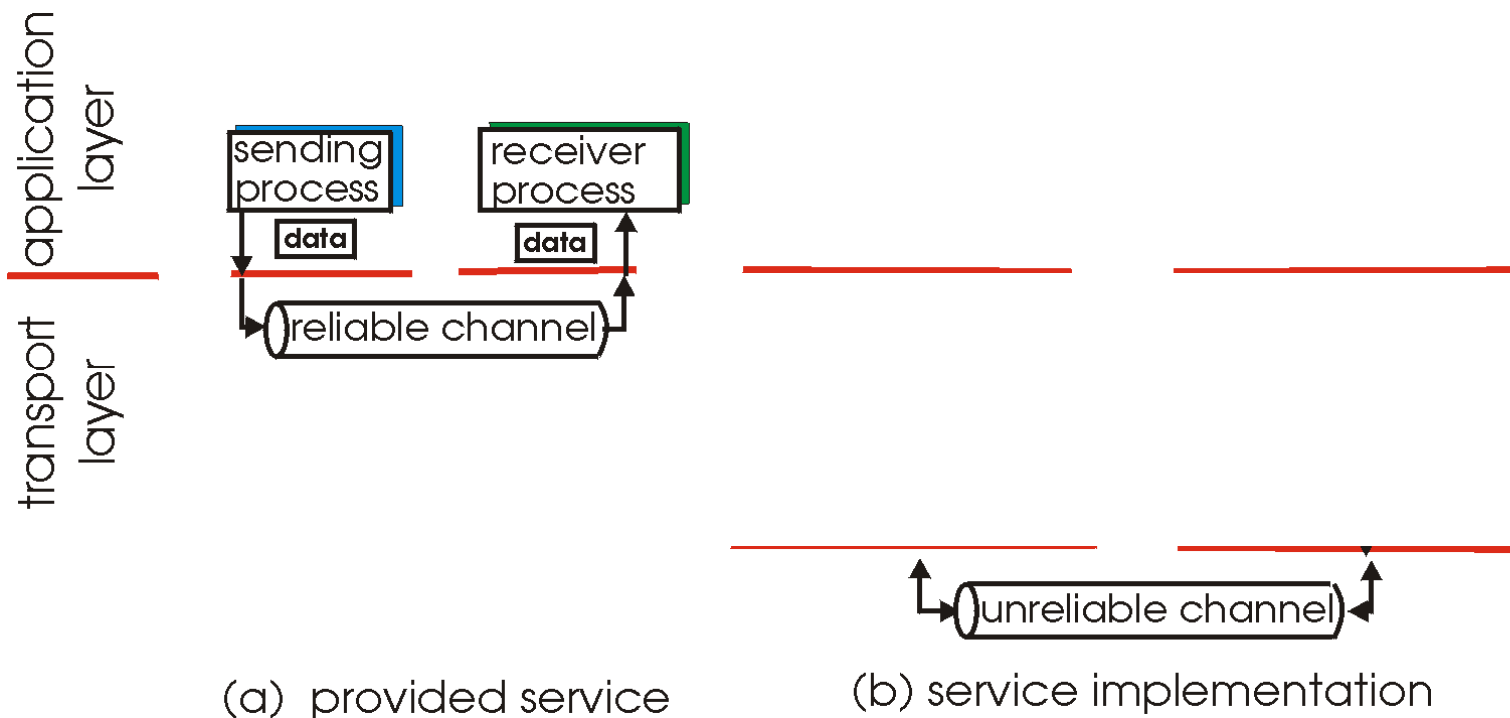 application
layer
transport
layer
sending
process
receiver
process
data
data
reliable channel
unreliable channel
(a) provided service
(b) service implementation